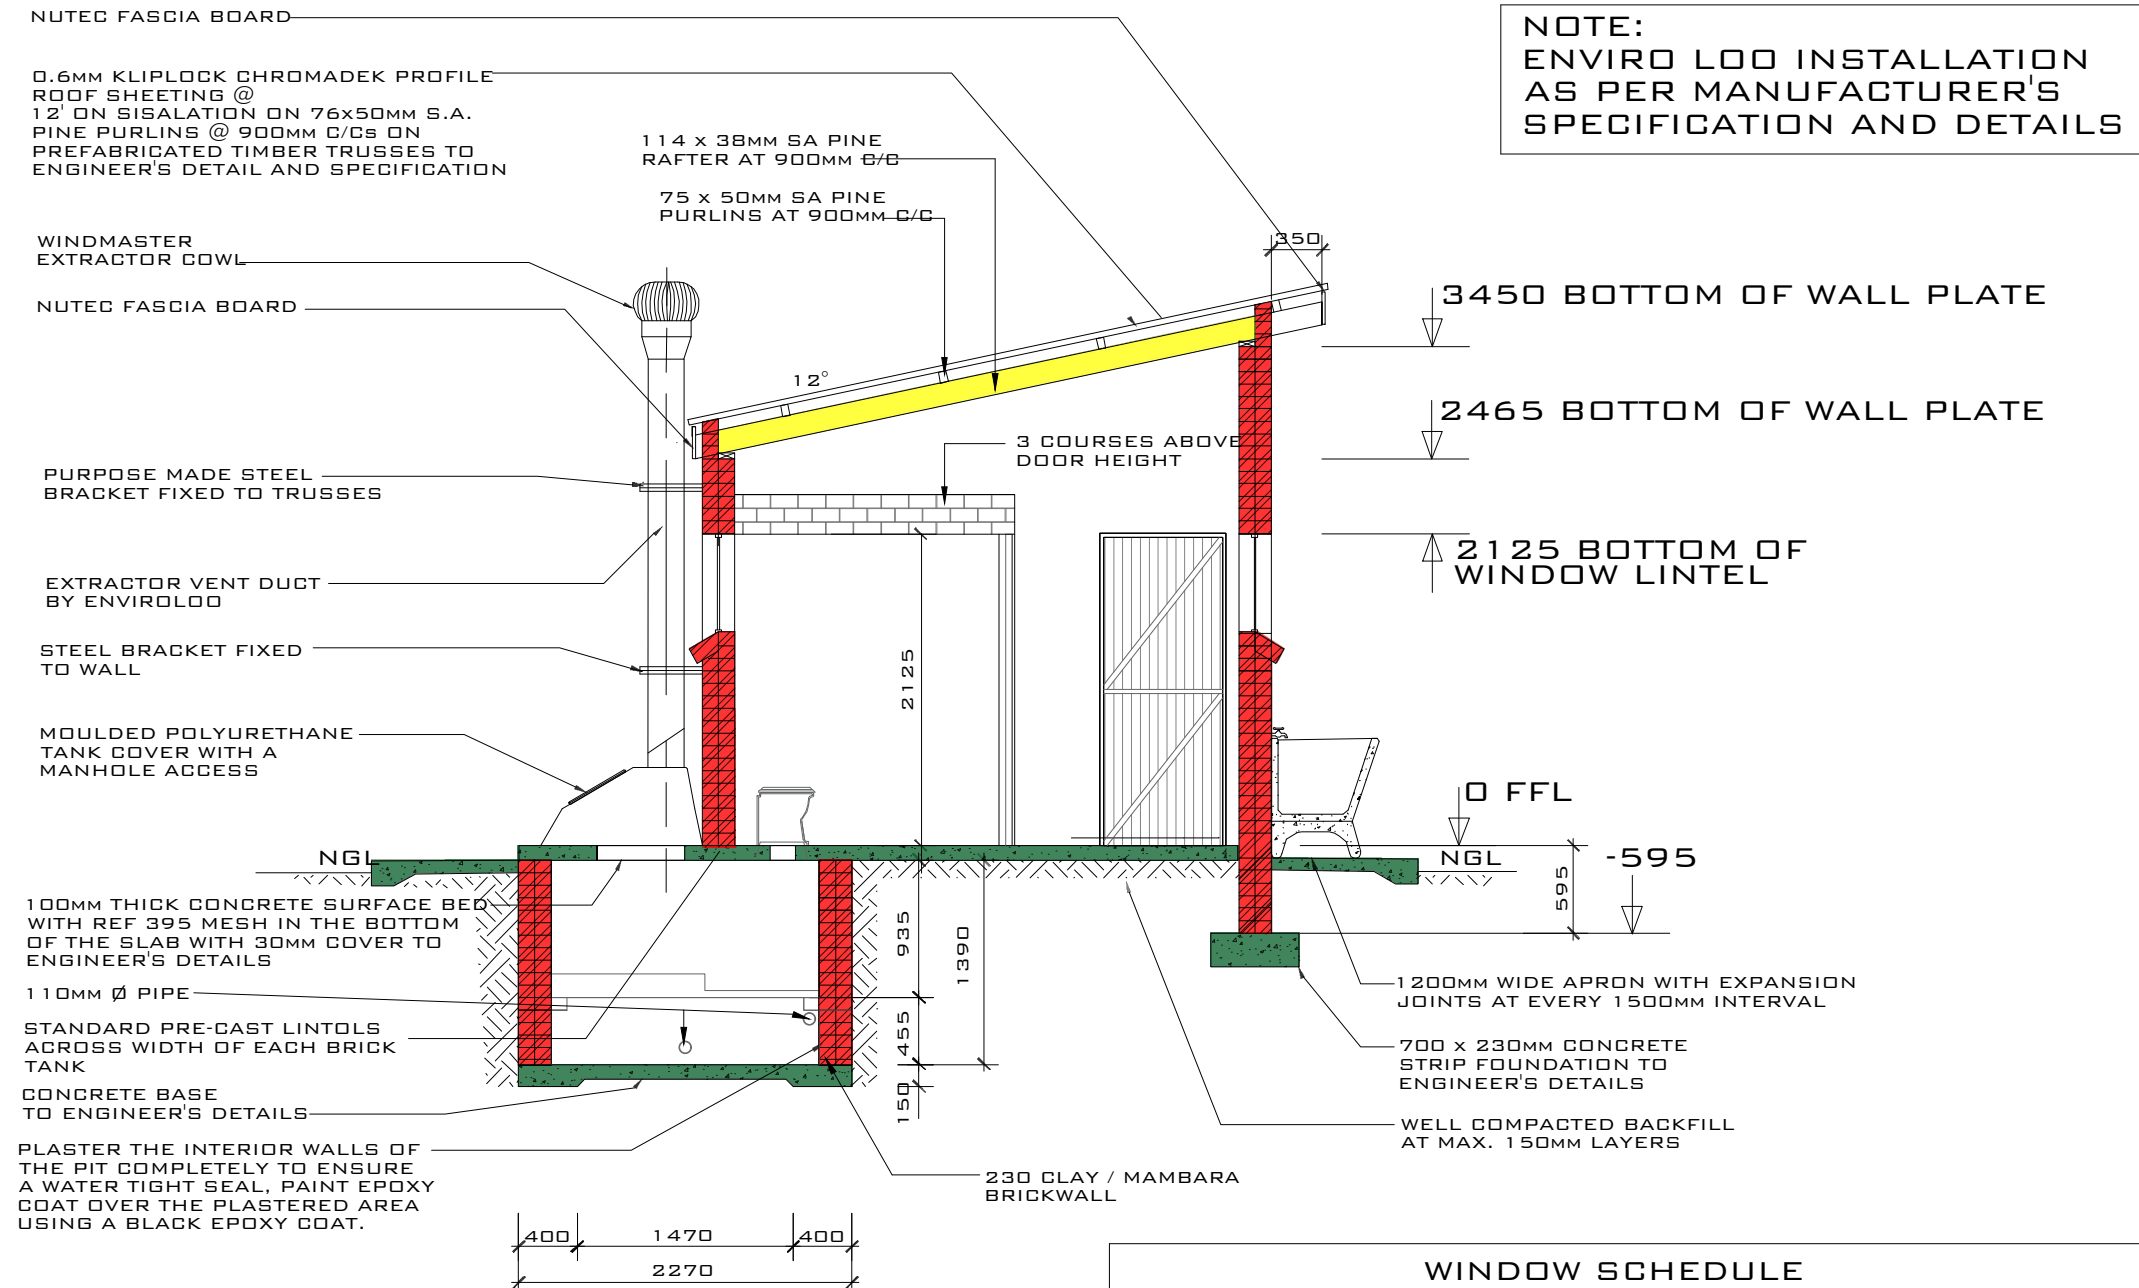 NUTEC FASCIA BOARD
0.6MM KLIPLOCK CHROMADEK PROFILE
ROOF SHEETING @
12' ON SISALATION ON 76x50MM S.A.
PINE PURLINS @ 900MM C/Cs ON
PREFABRICATED TIMBER TRUSSES TO
ENGINEER'S DETAIL AND SPECIFICATION
WINDMASTER
EXTRACTOR COWL
NUTEC FASCIA BOARD
PURPOSE MADE STEEL
BRACKET FIXED TO TRUSSES
EXTRACTOR VENT DUCT
BY ENVIROLOO
STEEL BRACKET FIXED
TO WALL
MOULDED POLYURETHANE
TANK COVER WITH A
MANHOLE ACCESS
NGL
100MM THICK CONCRETE SURFACE BED
WITH REF 395 MESH IN THE BOTTOM
OF THE SLAB WITH 30MM COVER TO
ENGINEER'S DETAILS
110MM Ø PIPE
STANDARD PRE-CAST LINTOLS
ACROSS WIDTH OF EACH BRICK
TANK
CONCRETE BASE
TO ENGINEER'S DETAILS
PLASTER THE INTERIOR WALLS OF
THE PIT COMPLETELY TO ENSURE
A WATER TIGHT SEAL, PAINT EPOXY
COAT OVER THE PLASTERED AREA
USING A BLACK EPOXY COAT.
114 x 38MM SA PINE
RAFTER AT 900MM C/C
75 x 50MM SA PINE
PURLINS AT 900MM C/C
12°
350
3 COURSES ABOVE
DOOR HEIGHT
2125
935
1390
455
150
400
1470
400
2270
230 CLAY / MAMBARA
BRICKWALL
NOTE:
ENVIRO LOO INSTALLATION
AS PER MANUFACTURER'S
SPECIFICATION AND DETAILS
3450 BOTTOM OF WALL PLATE
2465 BOTTOM OF WALL PLATE
2125 BOTTOM OF
WINDOW LINTEL
0 FFL
NGL
595
-595
1200MM WIDE APRON WITH EXPANSION
JOINTS AT EVERY 1500MM INTERVAL
700 x 230MM CONCRETE
STRIP FOUNDATION TO
ENGINEER'S DETAILS
WELL COMPACTED BACKFILL
AT MAX. 150MM LAYERS
WINDOW SCHEDULE